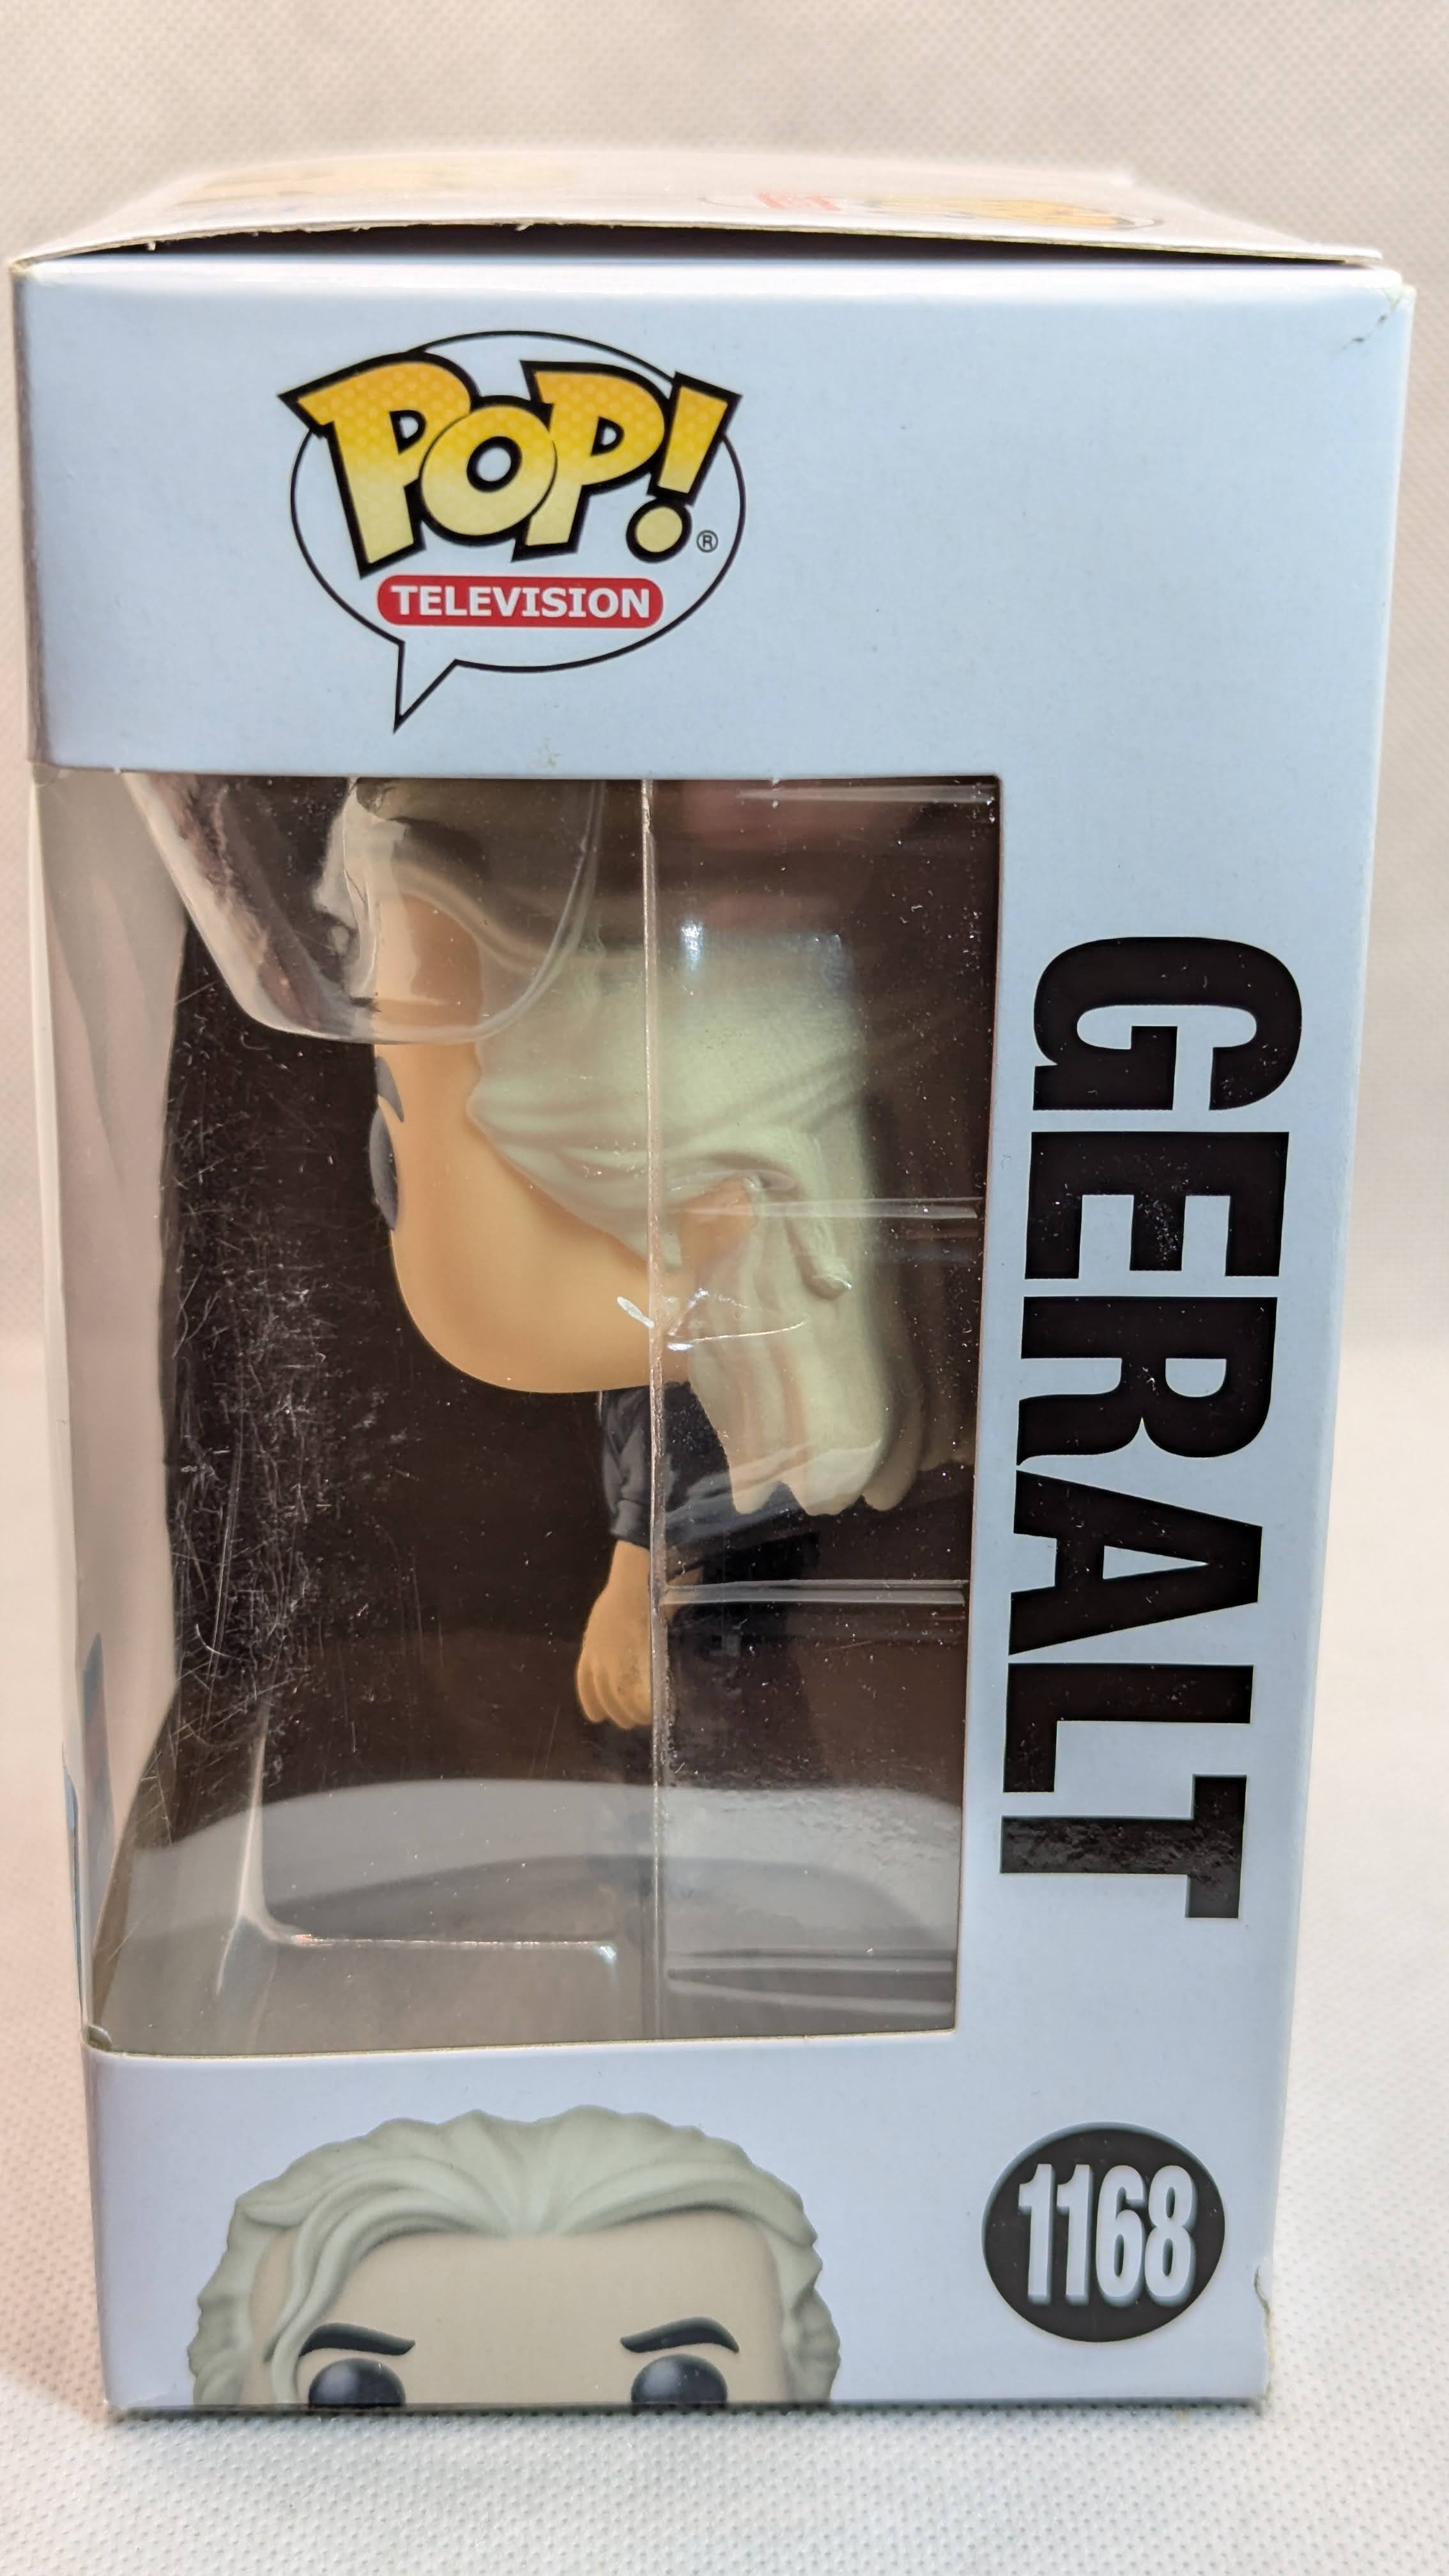 POP!®
TELEVISION
GERALT
1168